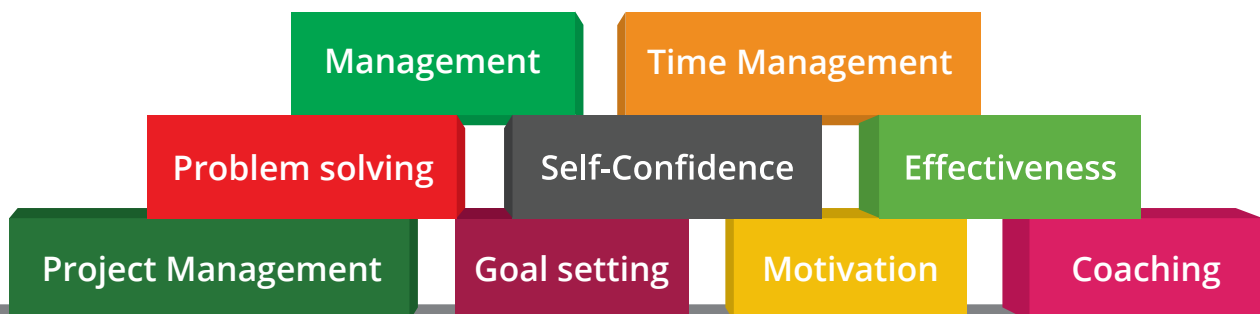 Management
Time Management
Problem solving
Self-Confidence
Effectiveness
Project Management
Goal setting
Motivation
Coaching